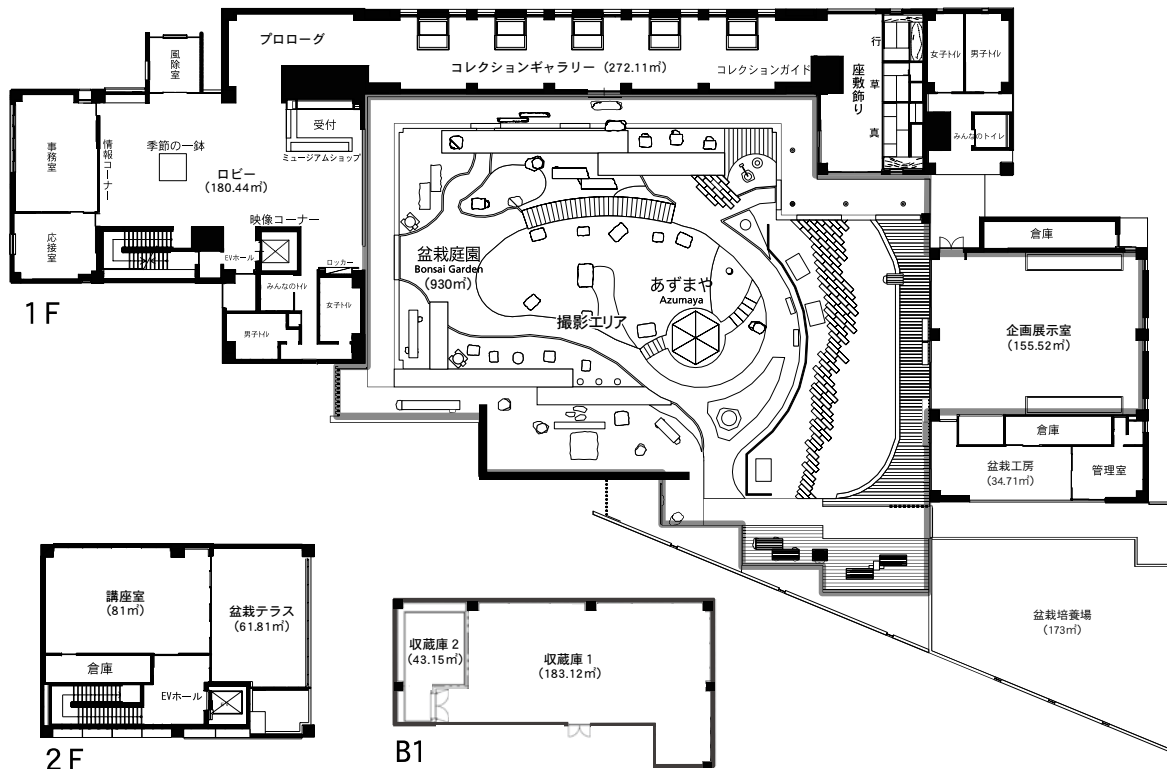 プロローグ
コレクションギャラリー（272.11㎡）
コレクションガイド
座敷飾り
行
草
真
女子トイレ
男子トイレ
みんなのトイレ
風除室
受付
ミュージアムショップ
事務室
情報コーナー
季節の一鉢
ロビー
（180.44㎡）
映像コーナー
応接室
EVホール
ロッカー
みんなのトイレ
女子トイレ
男子トイレ
1F
盆栽庭園
Bonsai Garden
（930㎡）
あずまや
Azumaya
撮影エリア
倉庫
企画展示室
（155.52㎡）
倉庫
盆栽工房
（34.71㎡）
管理室
盆栽培養場
（173㎡）
講座室
（81㎡）
盆栽テラス
（61.81㎡）
倉庫
EVホール
2F
収蔵庫2
（43.15㎡）
収蔵庫1
（183.12㎡）
B1